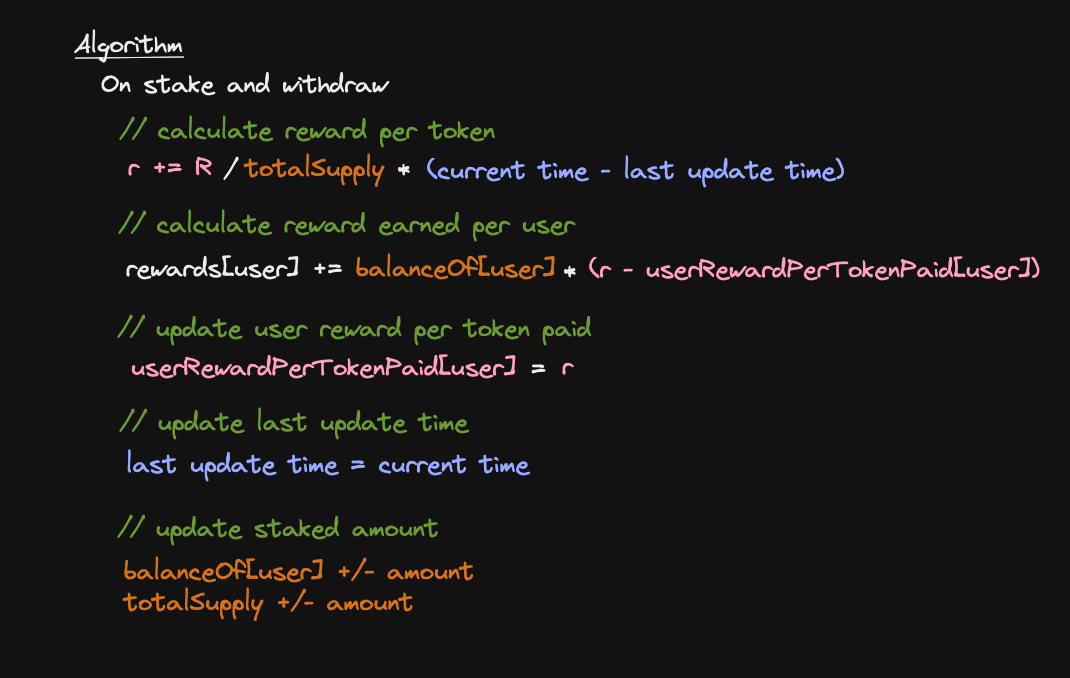 Algorithm
On stake and withdraw
// calculate reward per token
r += R / totalSupply * (current time - last update time)
// calculate reward earned per user
rewards[user] += balanceOf[user] * (r - userRewardPerTokenPaid[user])
// update user reward per token paid
userRewardPerTokenPaid[user] = r
// update last update time
last update time = current time
// update staked amount
balanceOf[user] +/- amount
totalSupply +/- amount